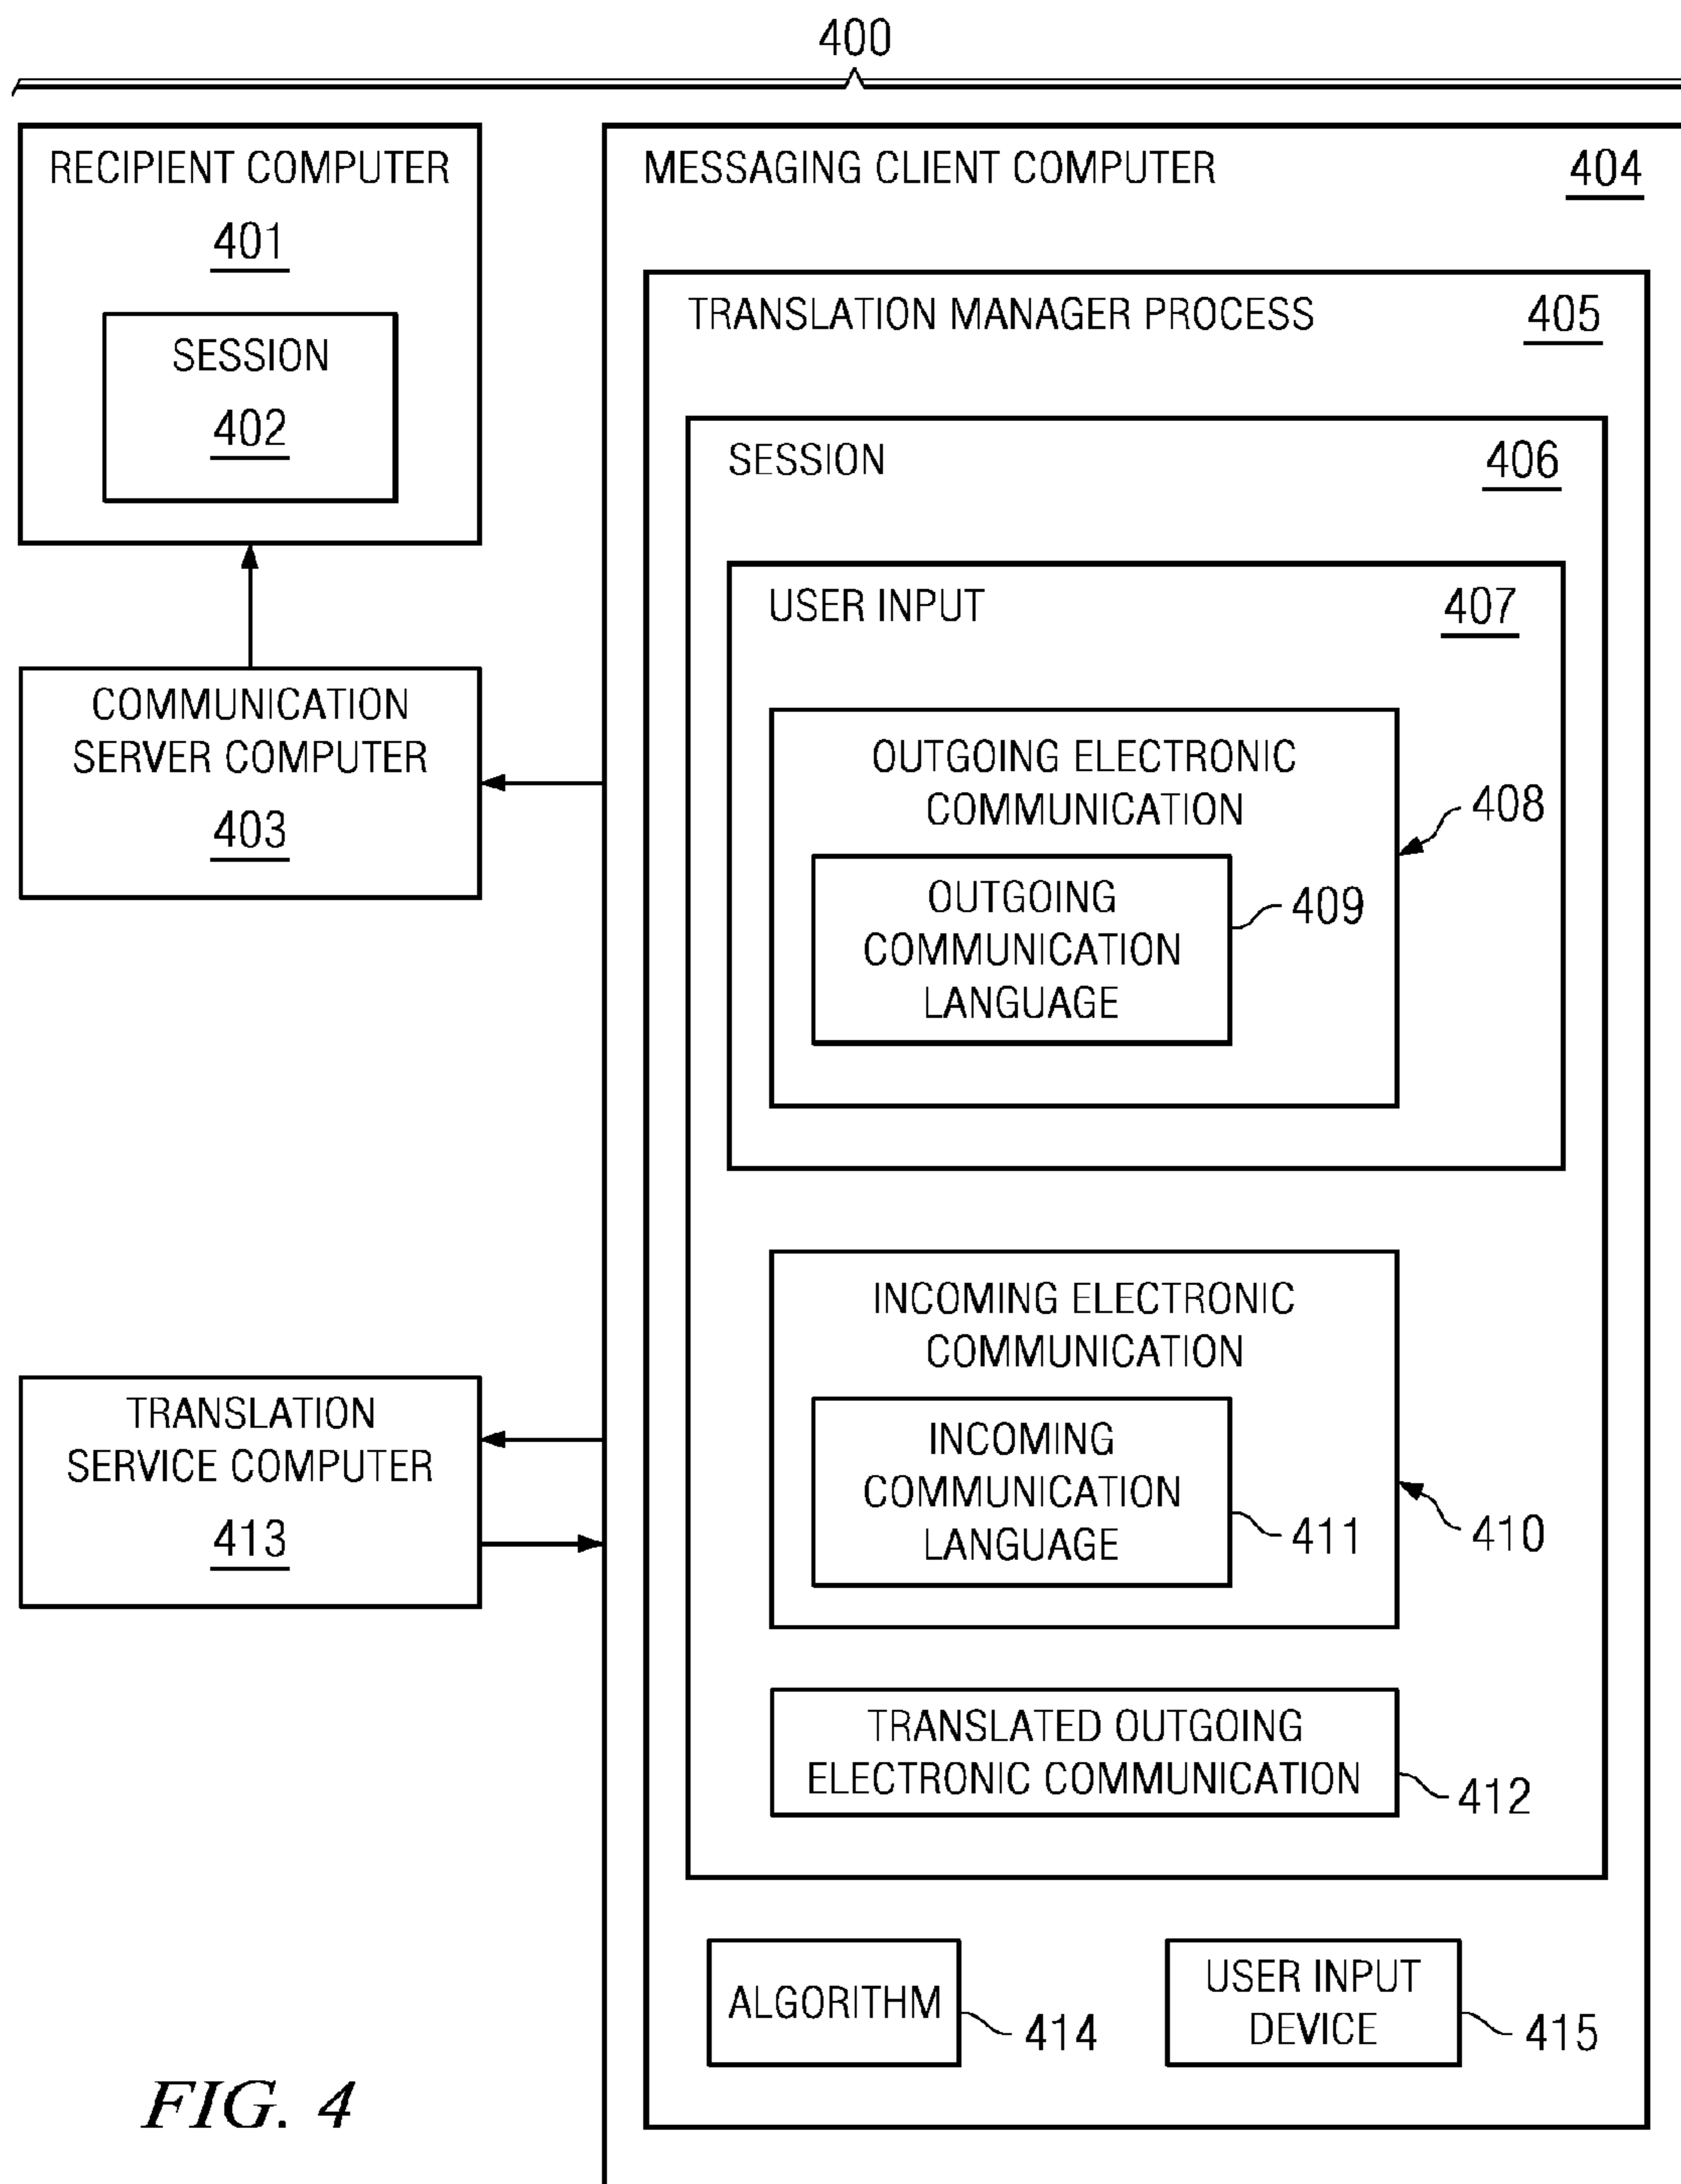 400
RECIPIENT COMPUTER
401
SESSION
402
COMMUNICATION
SERVER COMPUTER
403
TRANSLATION
SERVICE COMPUTER
413
MESSAGING CLIENT COMPUTER
404
TRANSLATION MANAGER PROCESS
405
SESSION
406
USER INPUT
407
OUTGOING ELECTRONIC
COMMUNICATION
408
OUTGOING
COMMUNICATION
LANGUAGE
409
INCOMING ELECTRONIC
COMMUNICATION
410
INCOMING
COMMUNICATION
LANGUAGE
411
TRANSLATED OUTGOING
ELECTRONIC COMMUNICATION
412
ALGORITHM
414
USER INPUT
DEVICE
415
FIG. 4